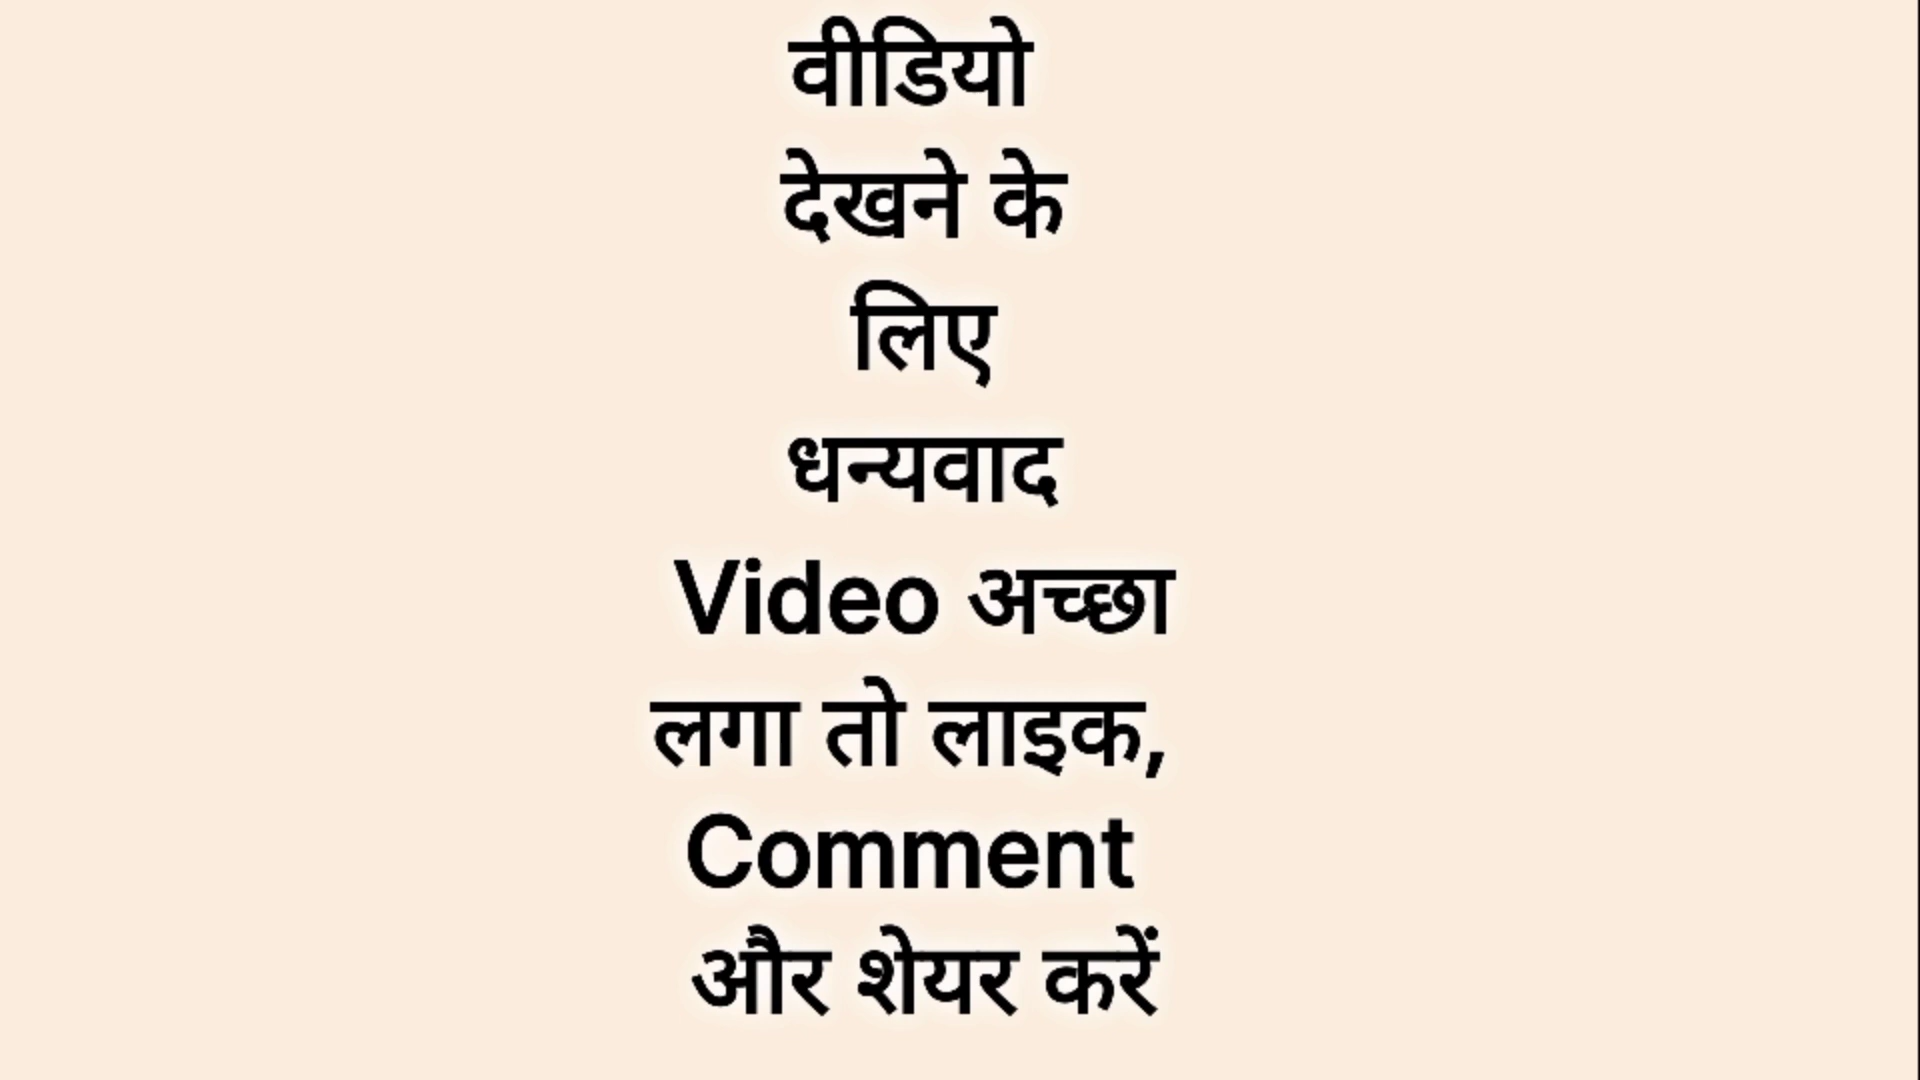 वीडियो
देखने के
लिए
धन्यवाद
Video अच्छा
लगा तो लाइक,
Comment
और शेयर करें